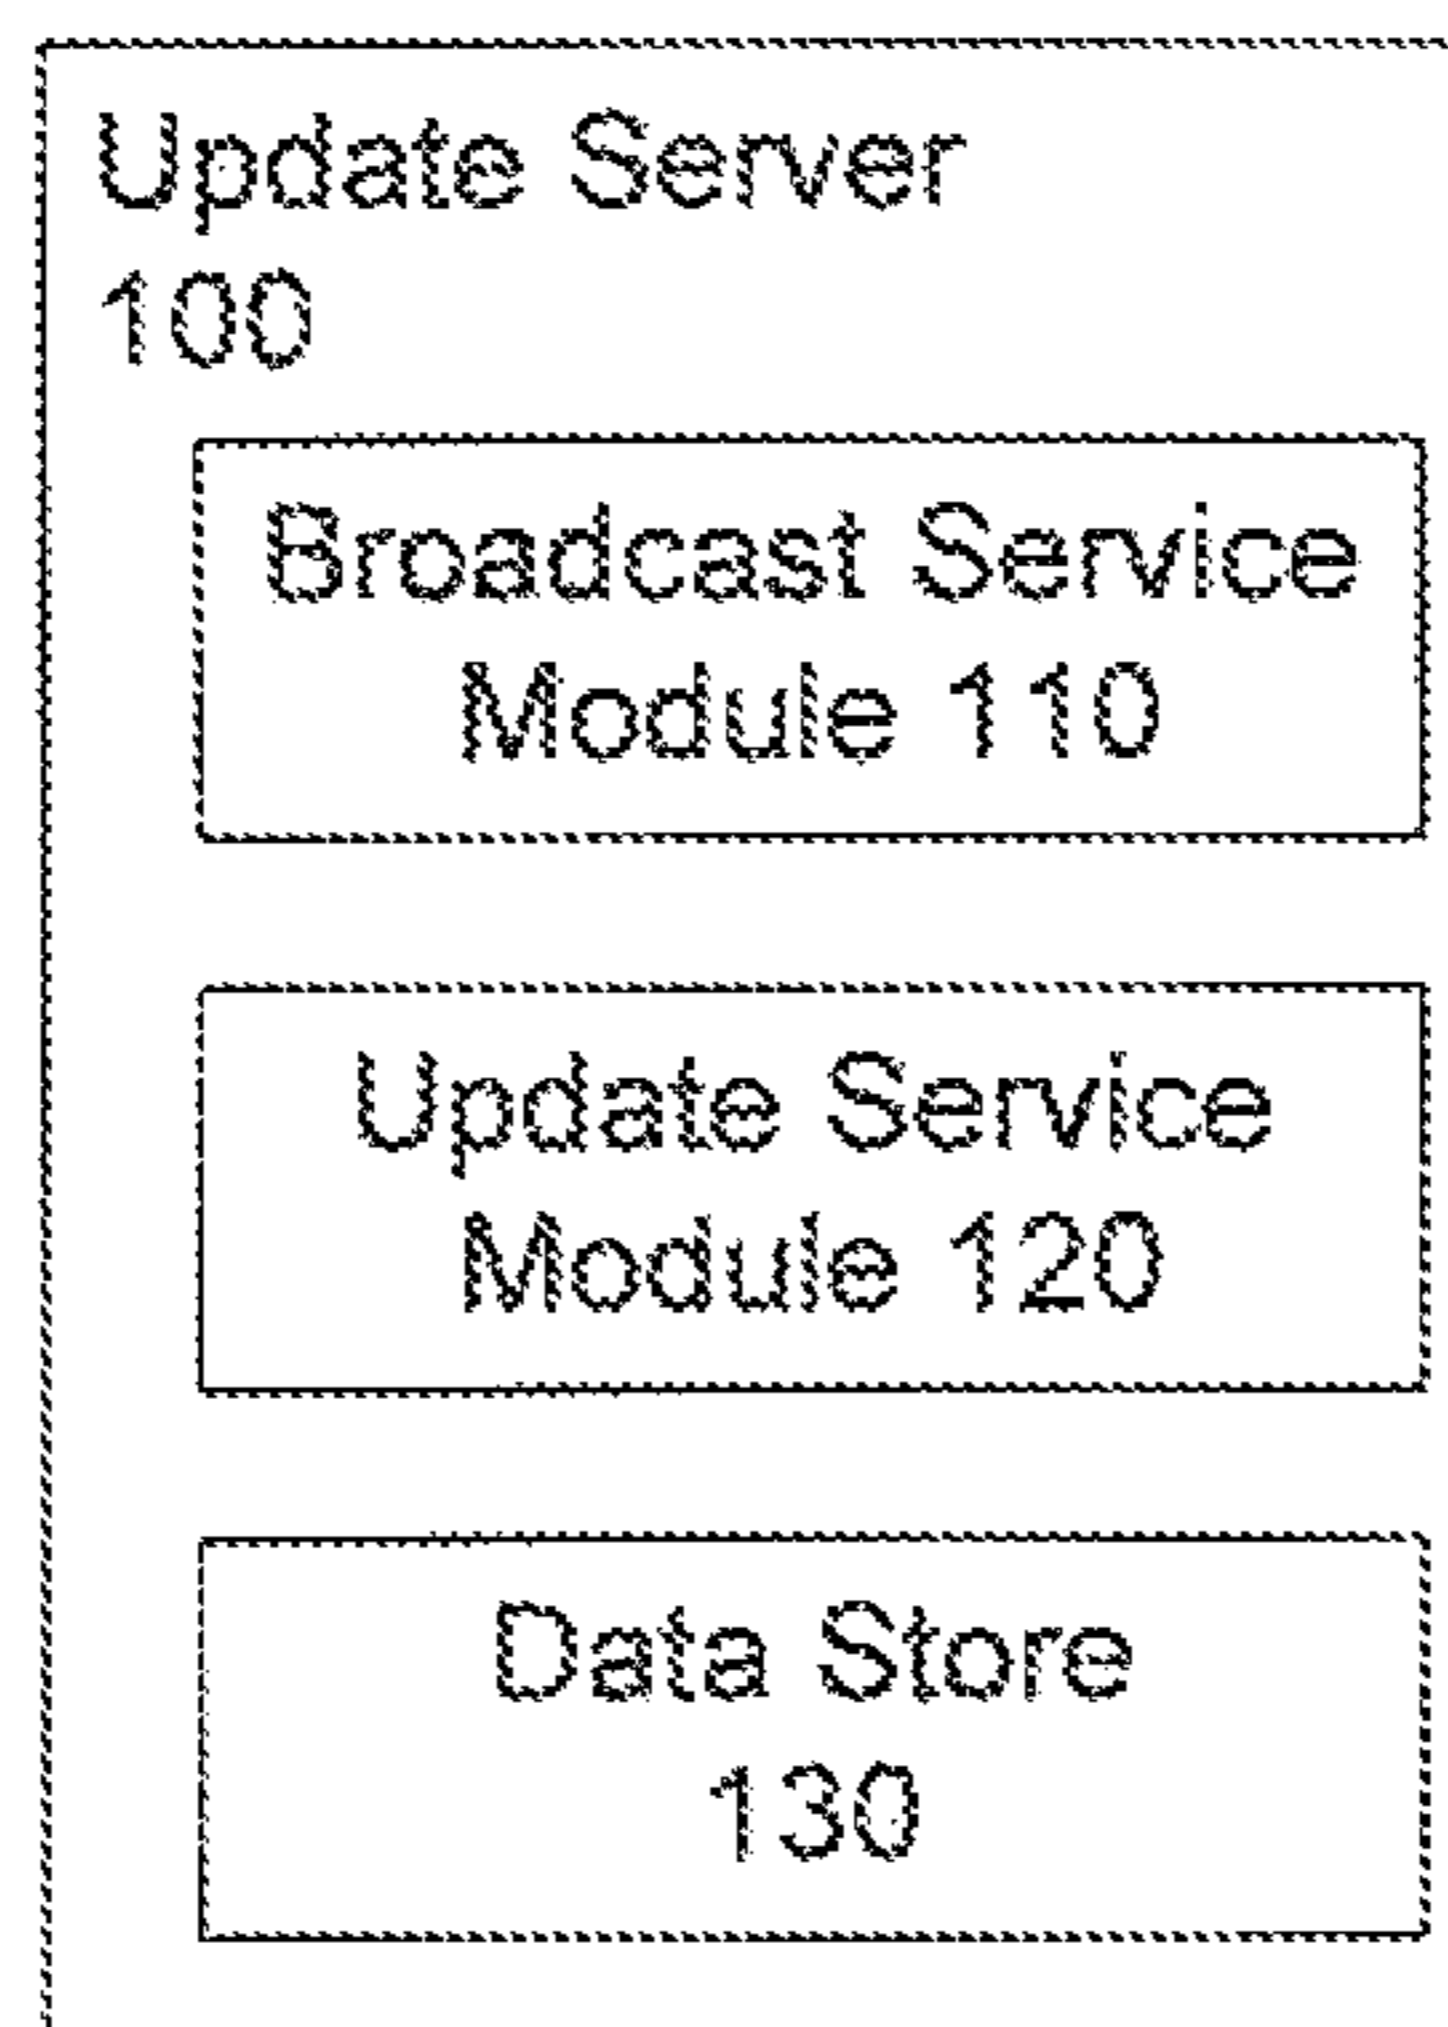 Update Server
100
Broadcast Service
Module 110
Update Service
Module 120
Data Store
130